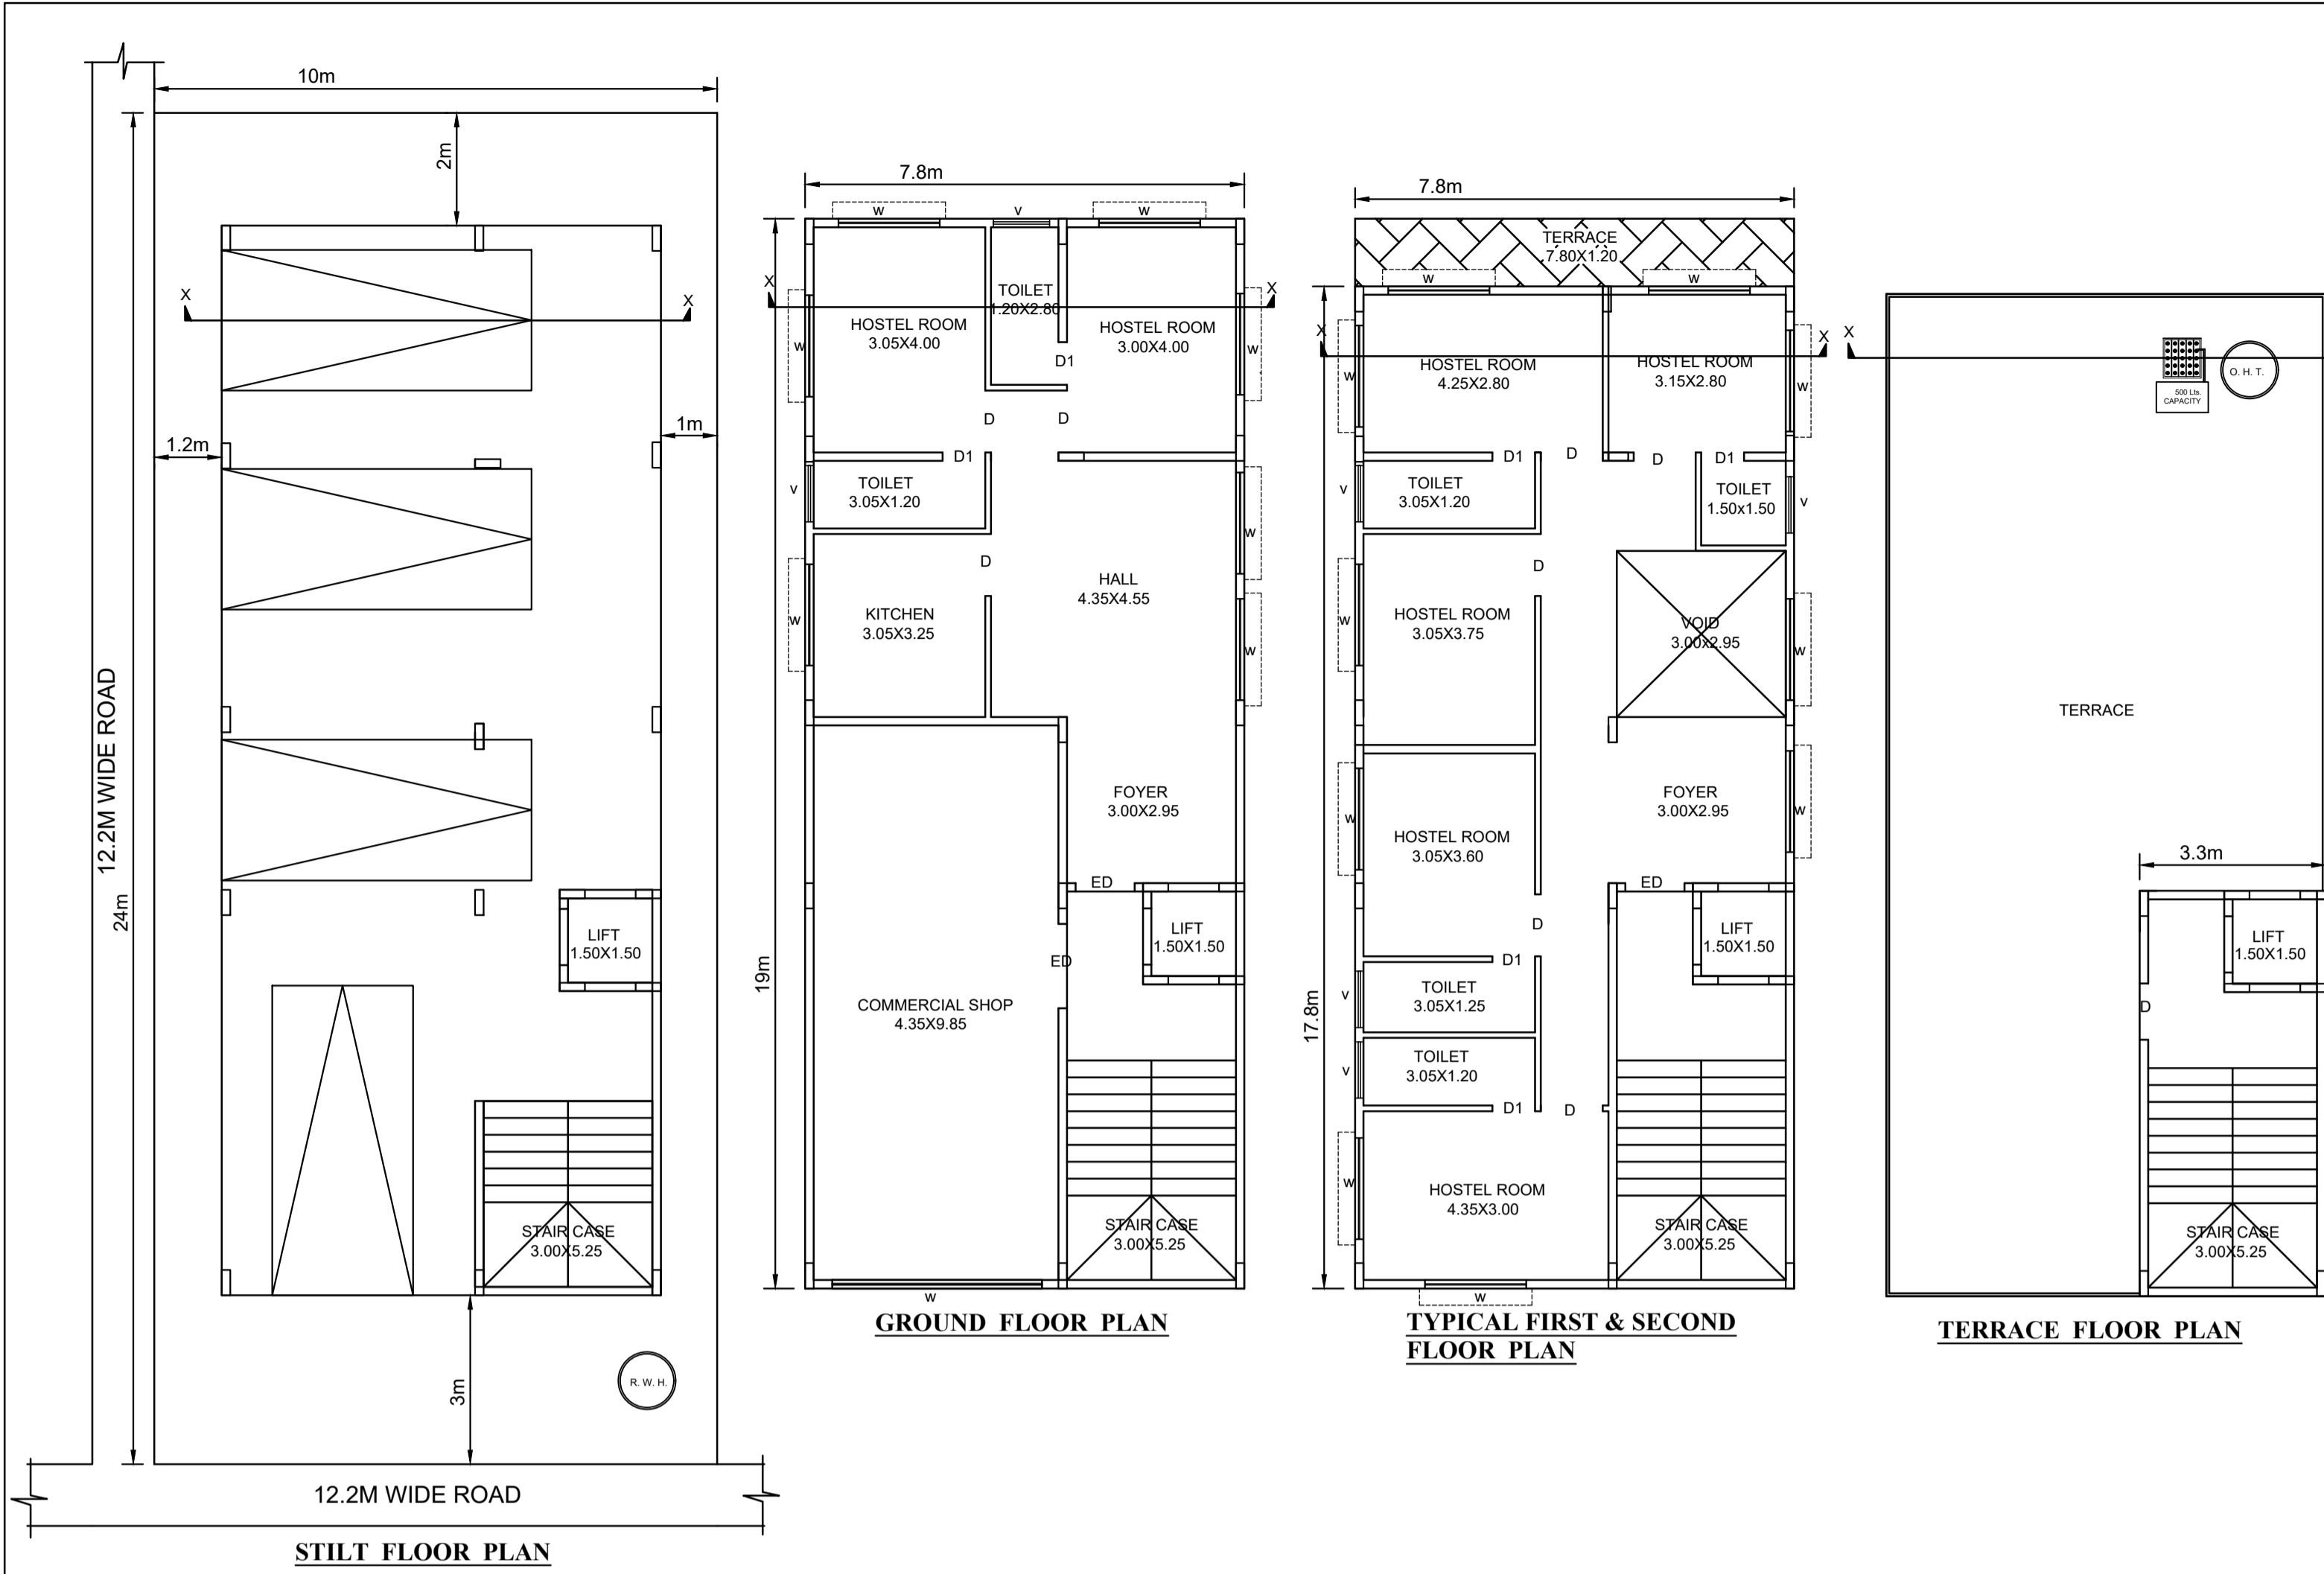 10m
2m
X
X
1.2m
1m
12.2M WIDE ROAD
24m
LIFT
1.50X1.50
STAIR CASE
3.00X5.25
3m
R. W. H.
12.2M WIDE ROAD
STILT FLOOR PLAN
7.8m
W
V
W
X
X
TOILET
1.20X2.80
HOSTEL ROOM
3.05X4.00
HOSTEL ROOM
3.00X4.00
W
W
D1
D
D
D1
TOILET
3.05X1.20
V
W
D
HALL
4.35X4.55
KITCHEN
3.05X3.25
W
W
FOYER
3.00X2.95
ED
LIFT
1.50X1.50
ED
19m
COMMERCIAL SHOP
4.35X9.85
STAIR CASE
3.00X5.25
W
GROUND FLOOR PLAN
7.8m
TERRACE
7.80X1.20
W
W
X
X
HOSTEL ROOM
4.25X2.80
HOSTEL ROOM
3.15X2.80
W
W
D1
D
D
D1
TOILET
3.05X1.20
TOILET
1.50x1.50
V
V
D
HOSTEL ROOM
3.05X3.75
VOID
3.00x2.95
W
W
HOSTEL ROOM
3.05X3.60
FOYER
3.00X2.95
W
W
ED
D
LIFT
1.50X1.50
D1
TOILET
3.05X1.25
V
17.8m
TOILET
3.05X1.20
V
D1
D
HOSTEL ROOM
4.35X3.00
W
STAIR CASE
3.00X5.25
W
TYPICAL FIRST & SECOND
FLOOR PLAN
X
O. H. T.
500 Lts.
CAPACITY
TERRACE
3.3m
LIFT
1.50X1.50
D
STAIR CASE
3.00X5.25
TERRACE FLOOR PLAN